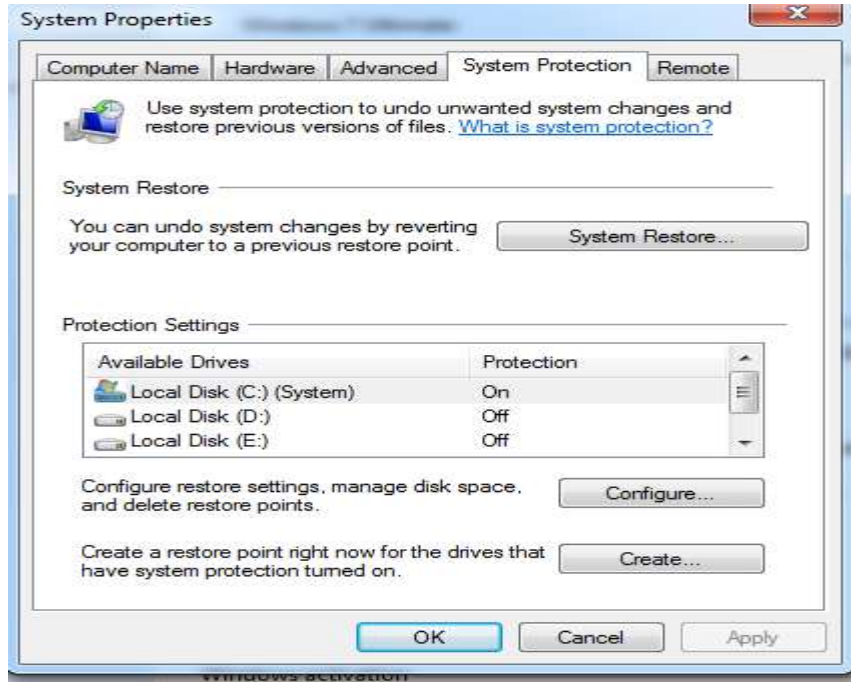 System Properties
Computer Name Hardware Advanced System Protection Remote
Use system protection to undo unwanted system changes and
restore previous versions of files. What is system protection?
System Restore
You can undo system changes by reverting
your computer to a previous restore point.
System Restore...
Protection Settings
Available Drives Protection
Local Disk (C:) (System) On
Local Disk (D:) Off
Local Disk (E:) Off
Configure restore settings, manage disk space,
and delete restore points.
Configure...
Create a restore point right now for the drives that
have system protection turned on.
Create...
OK Cancel Apply
Windows activation